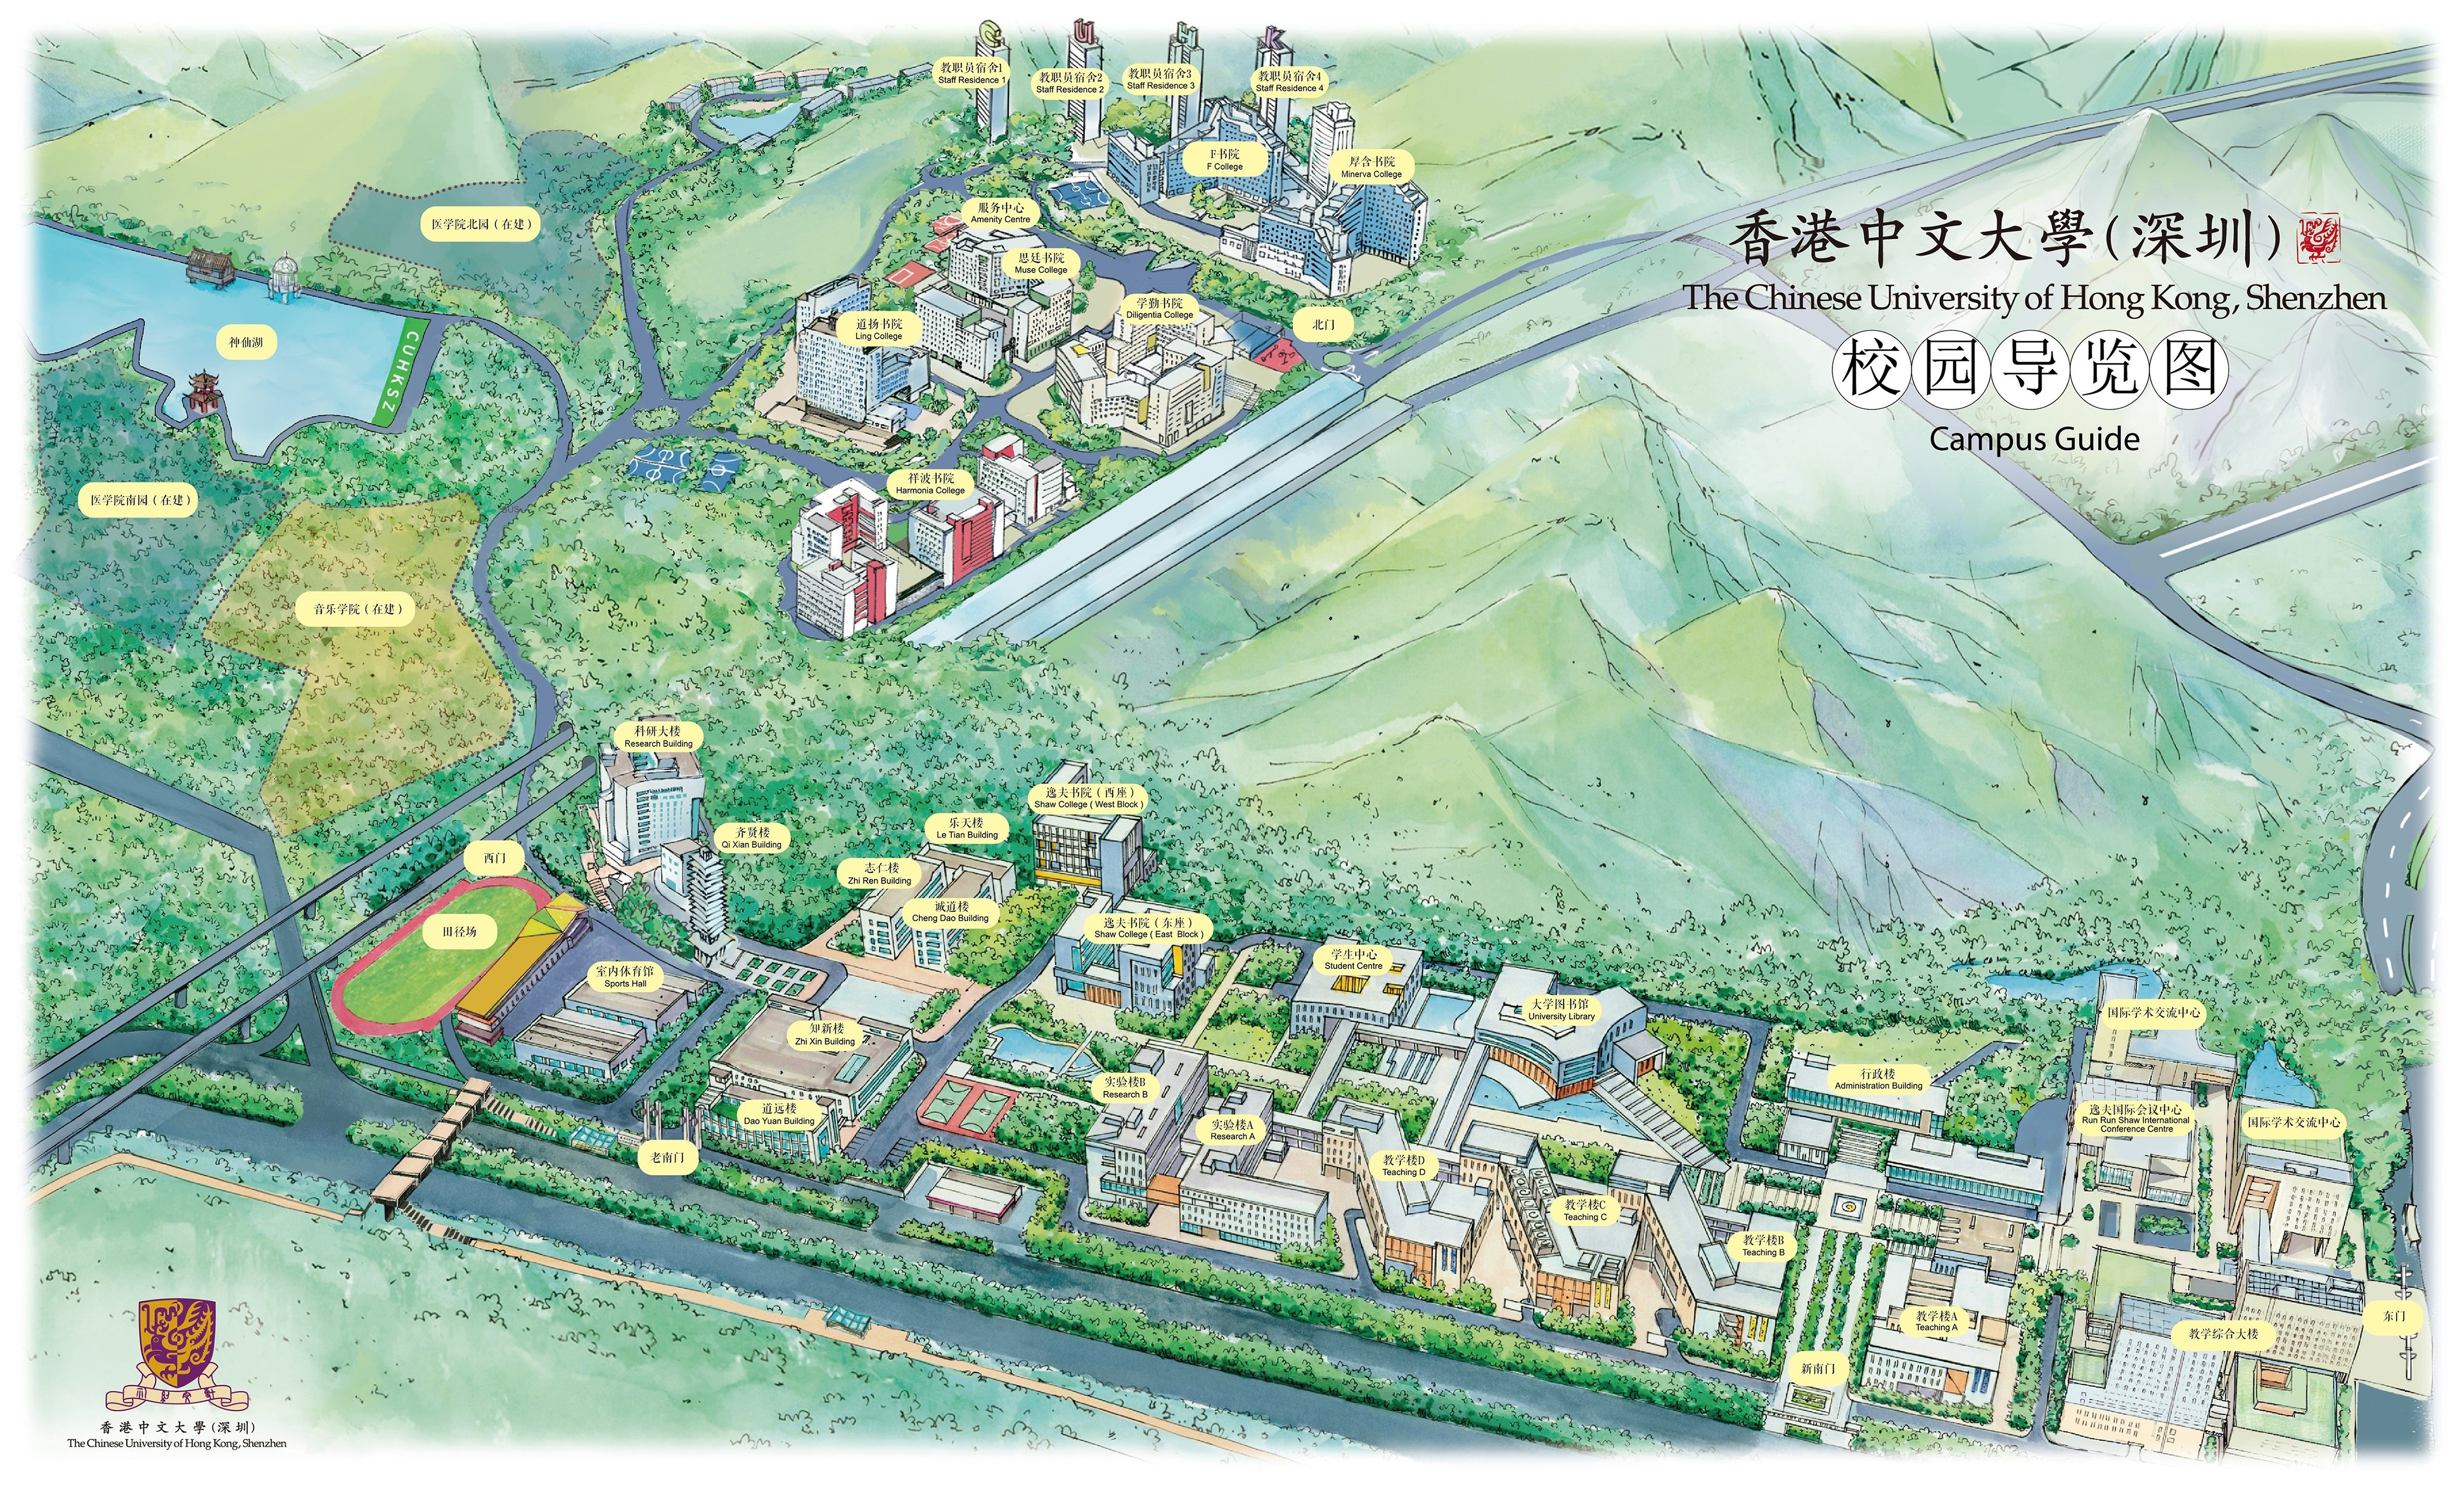 C
U
H
K
教职员宿舍1
Staff Residence 1
教职员宿舍2
Staff Residence 2
教职员宿舍3
Staff Residence 3
教职员宿舍4
Staff Residence 4
F书院
F College
厚含书院
Minerva College
医学院北园(在建)
服务中心
Amenity Centre
思廷书院
Muse College
学勤书院
Diligentia College
道扬书院
Ling College
北门
神仙湖
CUHKSZ
香港中文大學(深圳)
The Chinese University of Hong Kong, Shenzhen
校园导览图
Campus Guide
祥波书院
Harmonia College
医学院南园(在建)
BUS
音乐学院(在建)
科研大楼
Research Building
齐贤楼
Qi Xian Building
乐天楼
Le Tian Building
逸夫书院(西座)
Shaw College ( West Block )
西门
志仁楼
Zhi Ren Building
诚道楼
Cheng Dao Building
逸夫书院(东座)
Shaw College ( East Block )
田径场
室内体育馆
Sports Hall
学生中心
Student Centre
大学图书馆
University Library
国际学术交流中心
知新楼
Zhi Xin Building
实验楼B
Research B
行政楼
Administration Building
道远楼
Dao Yuan Building
实验楼A
Research A
逸夫国际会议中心
Run Run Shaw International
Conference Centre
国际学术交流中心
老南门
教学楼D
Teaching D
教学楼C
Teaching C
教学楼B
Teaching B
教学楼A
Teaching A
教学综合大楼
东门
新南门
香港中文大學(深圳)
The Chinese University of Hong Kong, Shenzhen